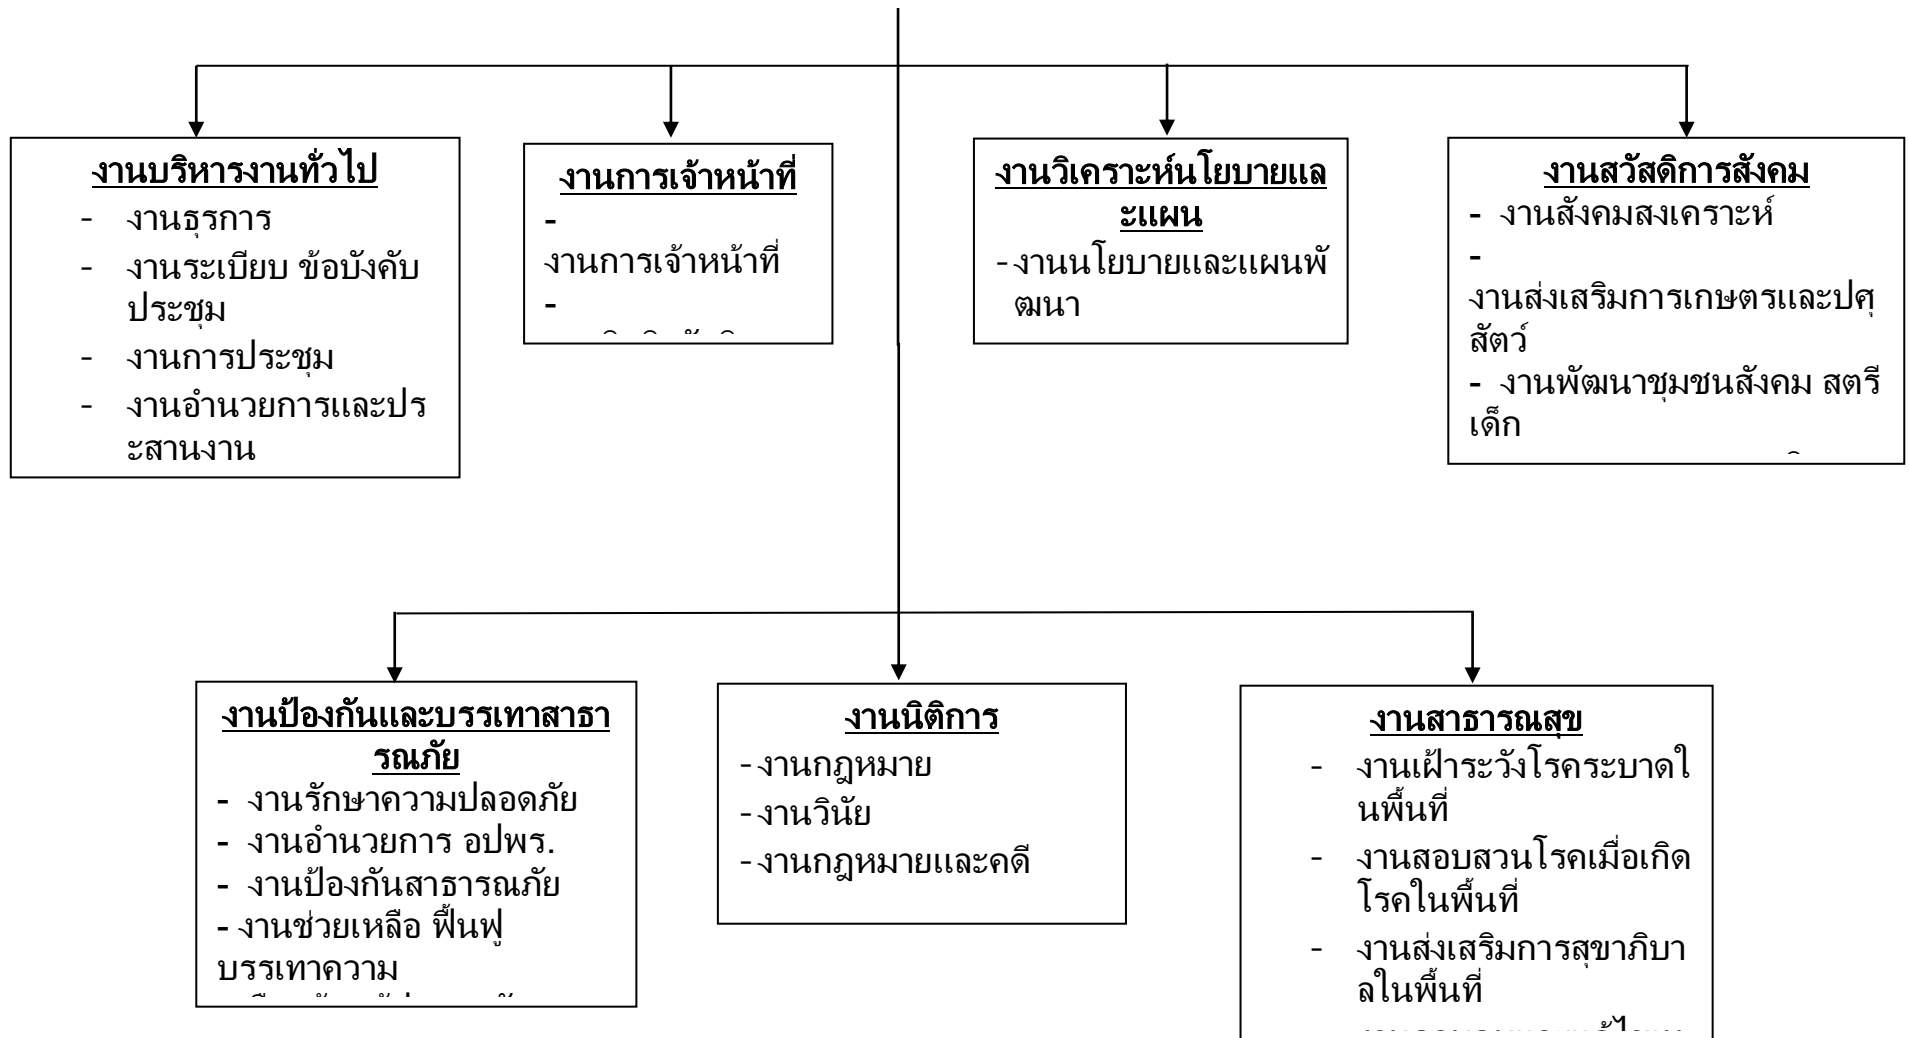 งานบริหารงานทั่วไป
- งานธุรการ
- งานระเบียบ ข้อบังคับ
ประชุม
- งานการประชุม
- งานอำนวยการและปร
ะสานงาน
งานการเจ้าหน้าที่
-
งานการเจ้าหน้าที่
-
งานวิเคราะห์นโยบายแล
ะแผน
- งานนโยบายและแผนพั
ฒนา
งานสวัสดิการสังคม
- งานสังคมสงเคราะห์
-
งานส่งเสริมการเกษตรและปศุ
สัตว์
- งานพัฒนาชุมชนสังคม สตรี
เด็ก
งานป้องกันและบรรเทาสาธา
รณภัย
- งานรักษาความปลอดภัย
- งานอำนวยการ อปพร.
- งานป้องกันสาธารณภัย
- งานช่วยเหลือ ฟื้นฟู
บรรเทาความ
งานนิติการ
- งานกฎหมาย
- งานวินัย
- งานกฎหมายและคดี
งานสาธารณสุข
- งานเฝ้าระวังโรคระบาดใ
นพื้นที่
- งานสอบสวนโรคเมื่อเกิด
โรคในพื้นที่
- งานส่งเสริมการสุขาภิบา
ลในพื้นที่